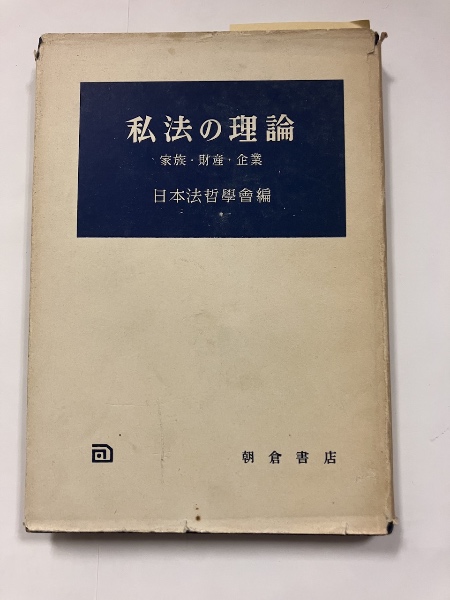 私法の理論
家族・財産・企業
日本法哲學會編
朝倉書店